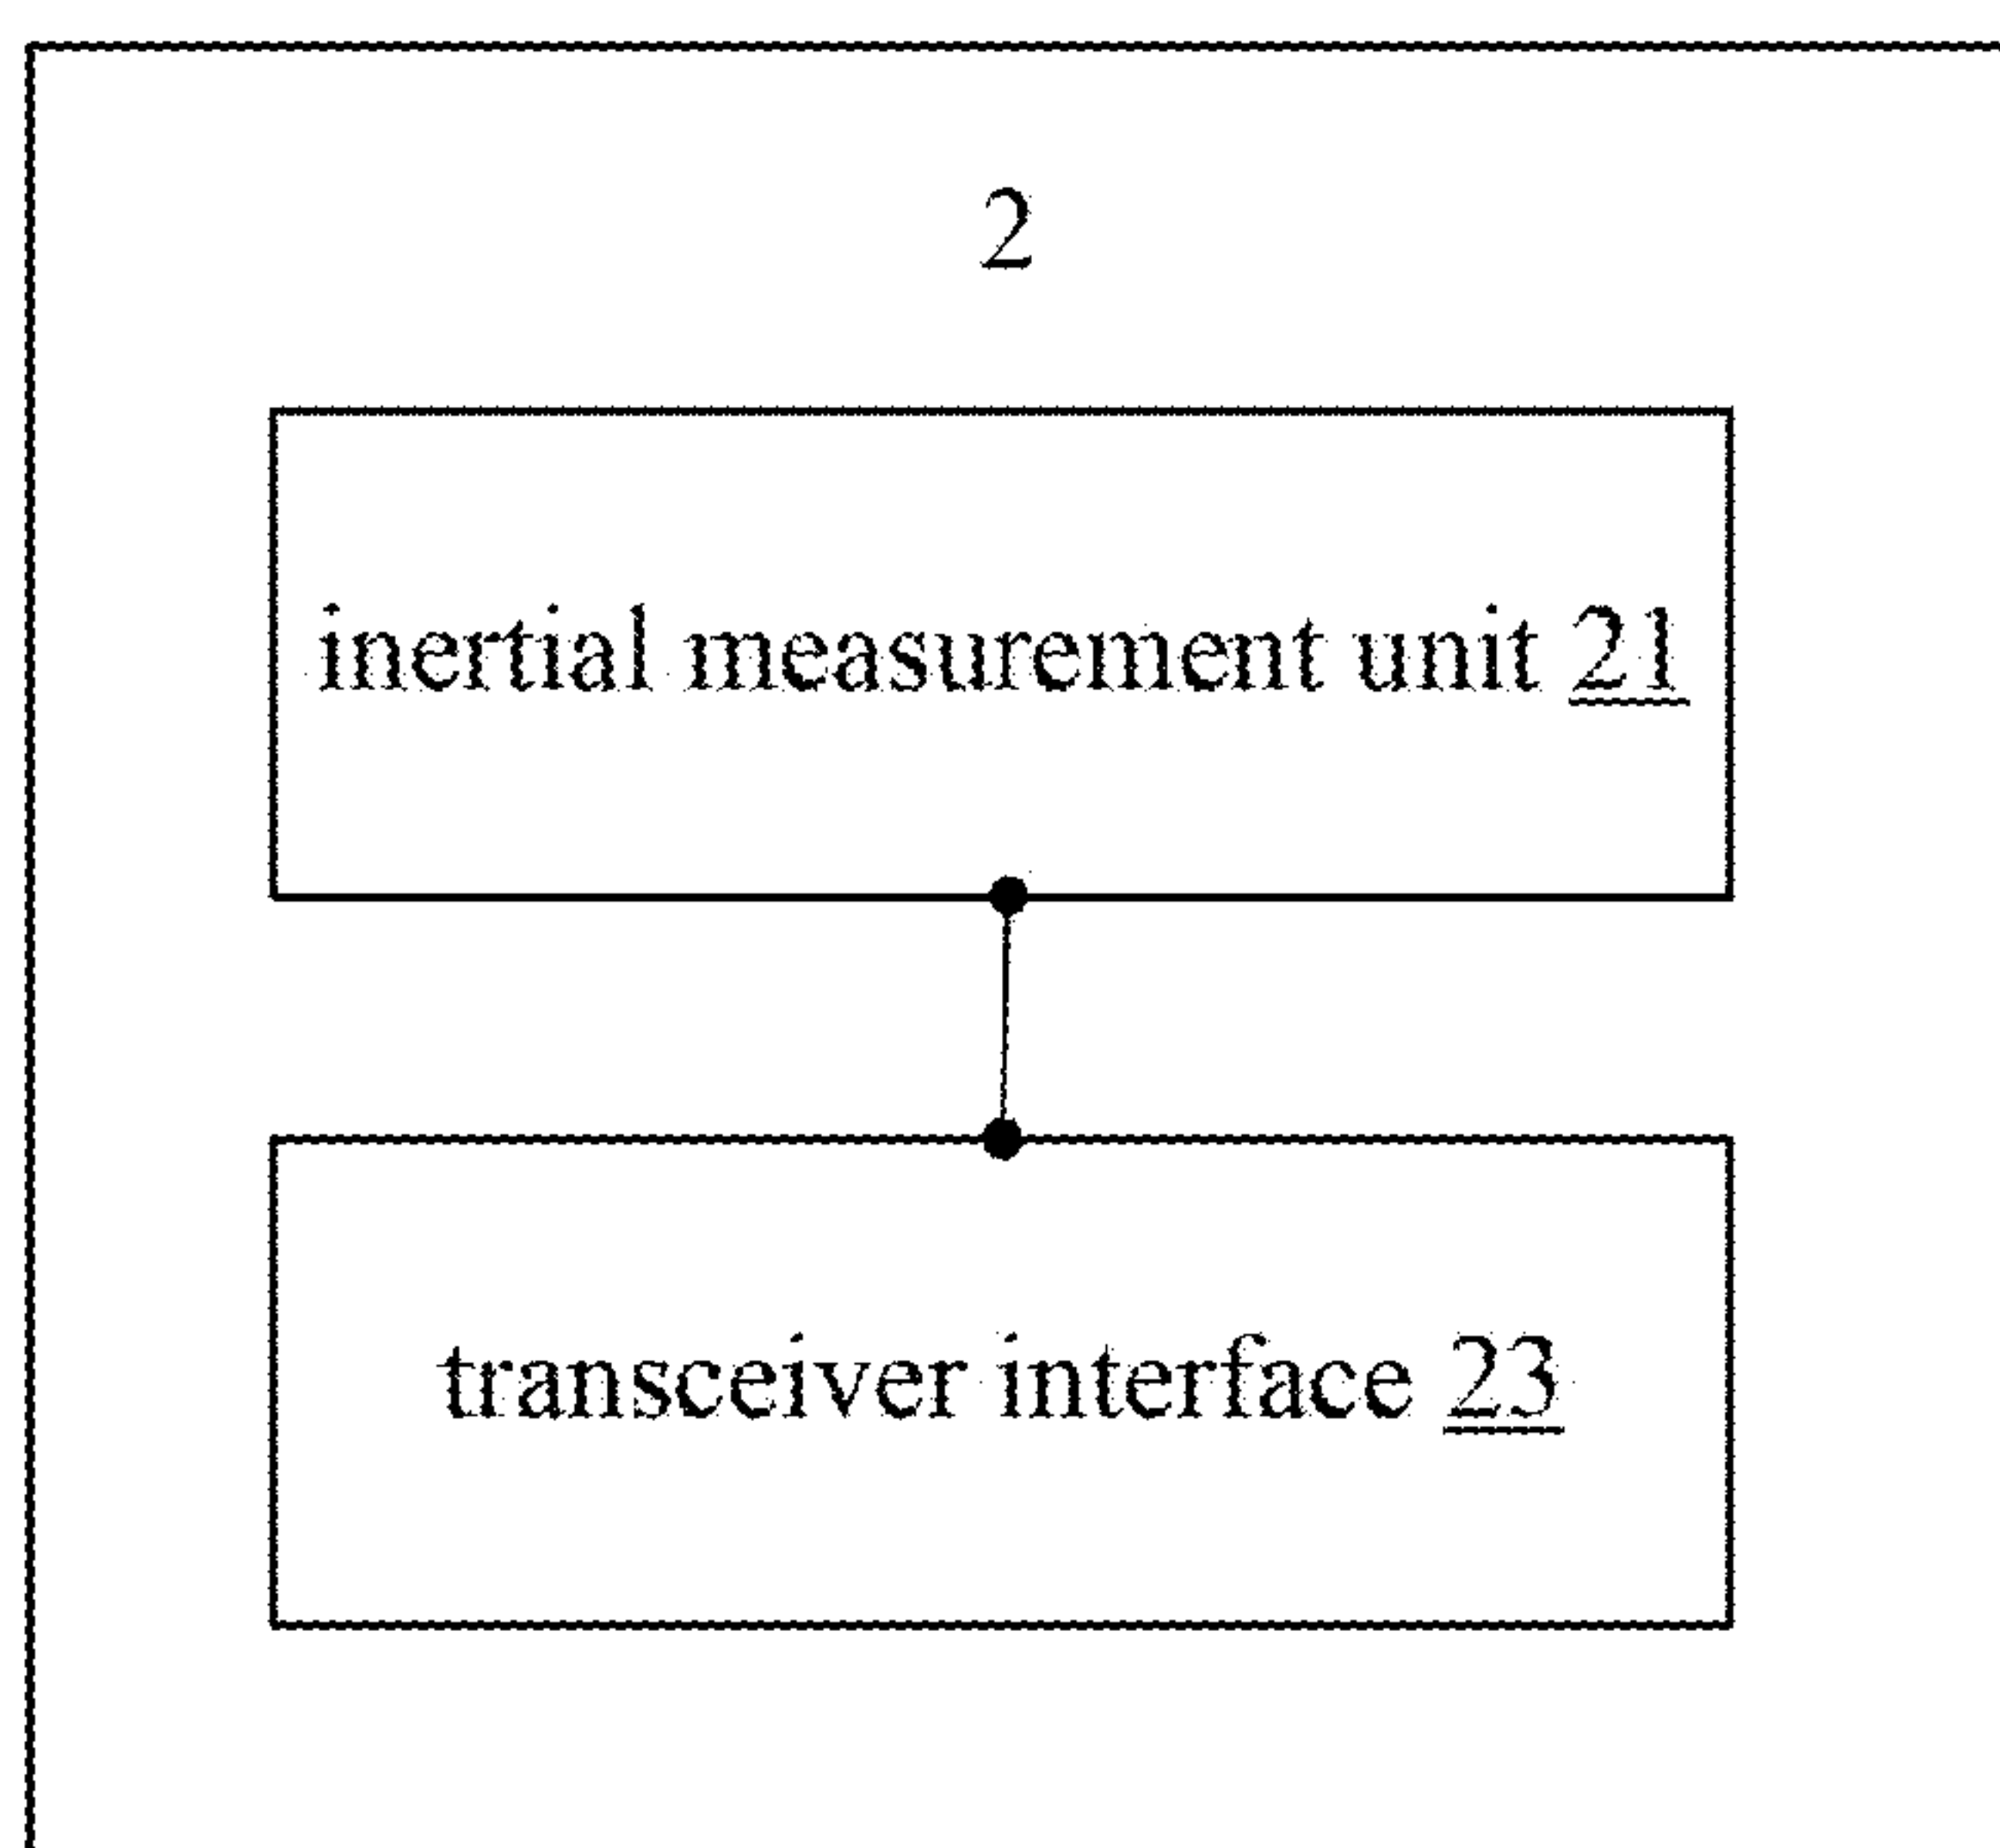 2
inertial measurement unit 21
transceiver interface 23